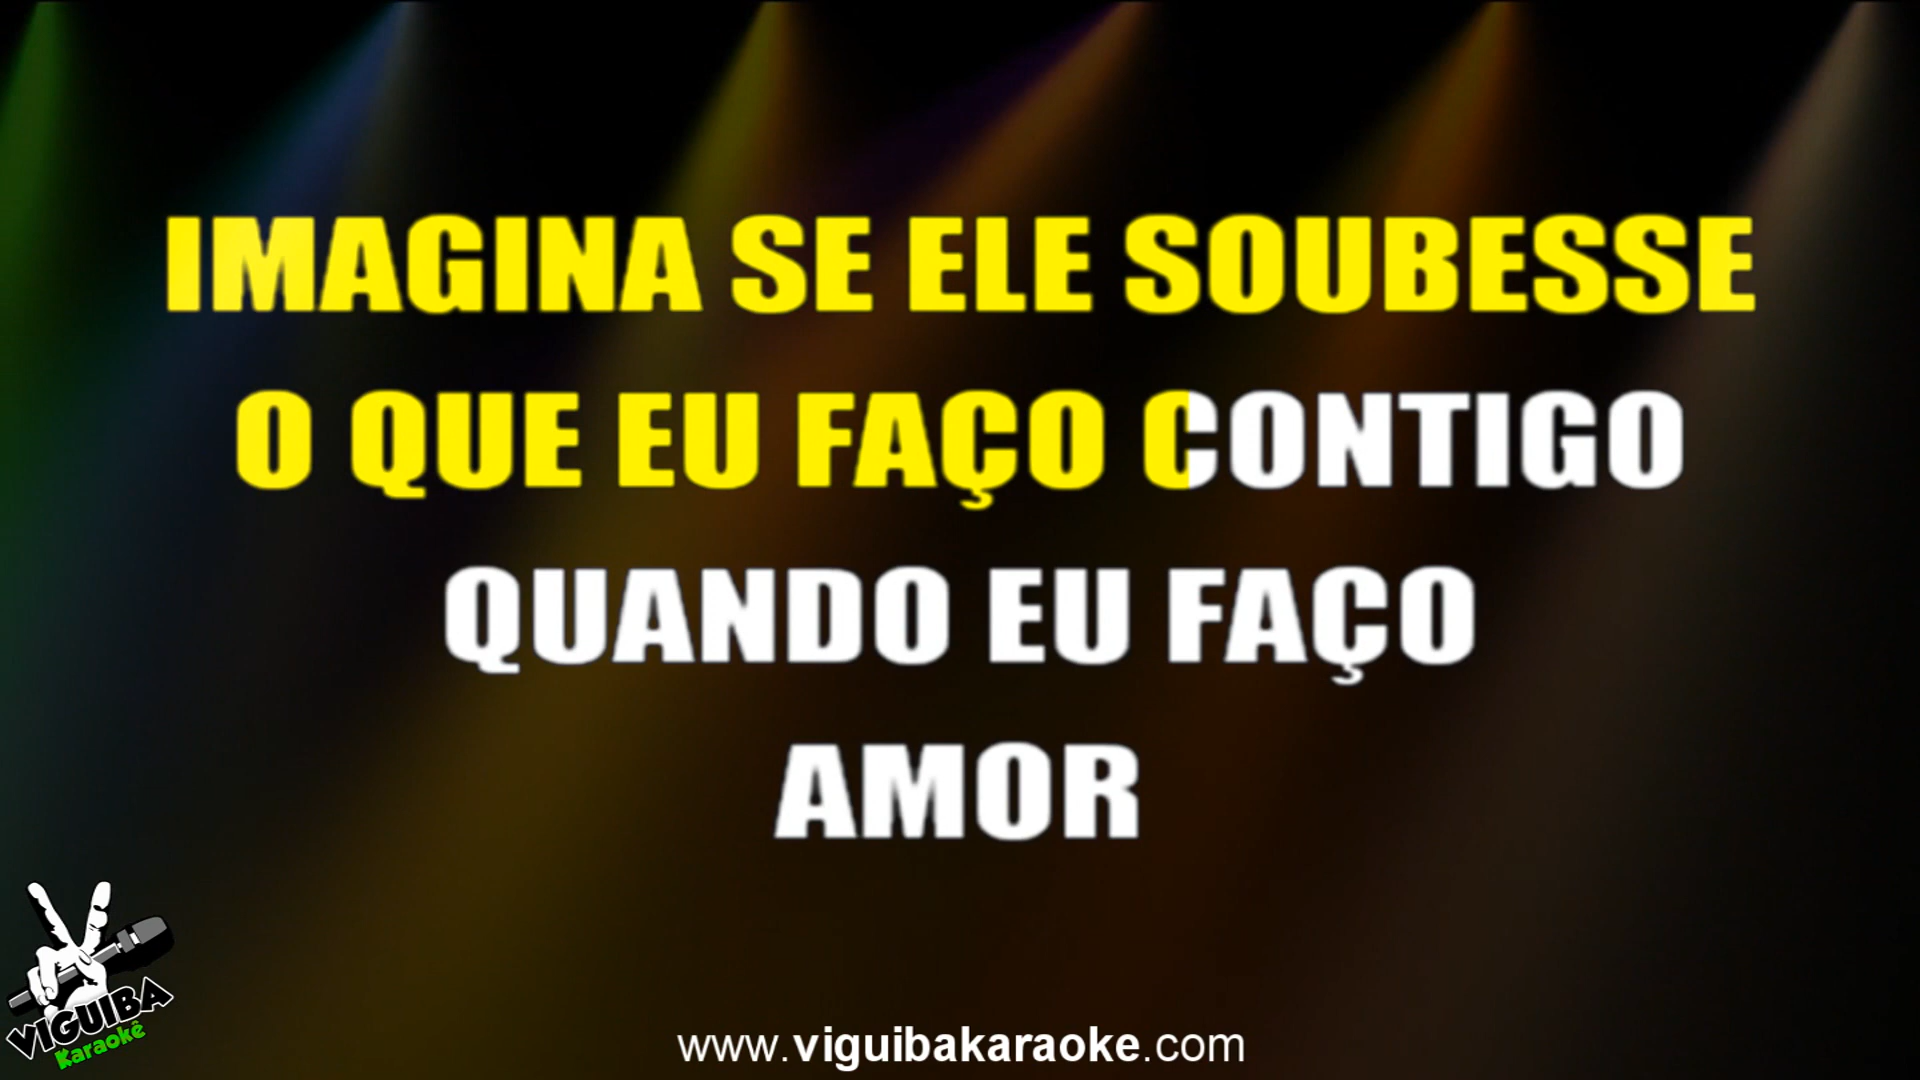 IMAGINA SE ELE SOUBESSE
O QUE EU FAÇO CONTIGO
QUANDO EU FAÇO
AMOR
VIGUIBA
Karaokê
www.viguibakaraoke.com